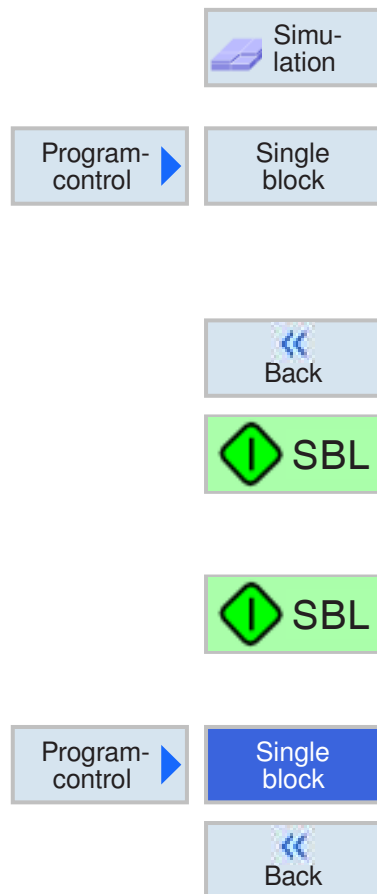 Simu-
lation
Program-
control
Single
block
Back
SBL
SBL
Program-
control
Single
block
Back